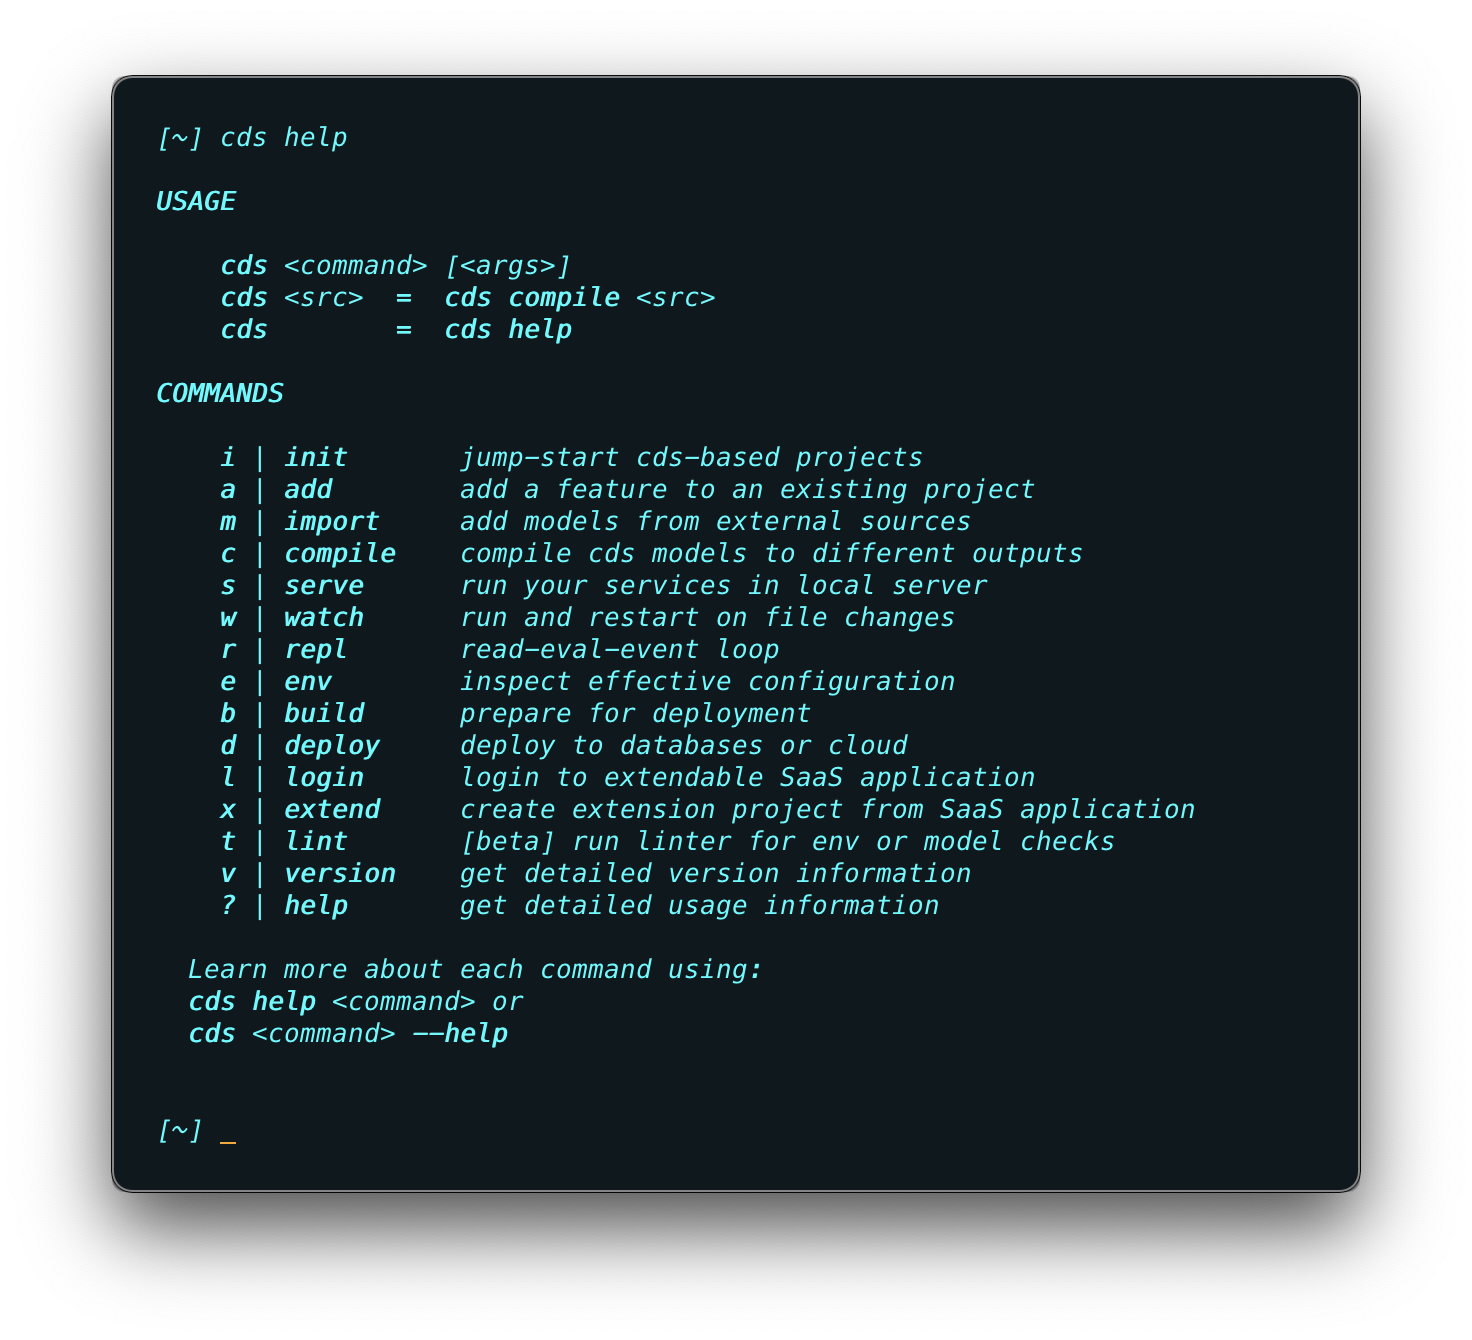 [~] cds help
USAGE
cds <command> [<args>]
cds <src>  =  cds compile <src>
cds        =  cds help
COMMANDS
i | init       jump-start cds-based projects
a | add        add a feature to an existing project
m | import     add models from external sources
c | compile    compile cds models to different outputs
s | serve      run your services in local server
w | watch      run and restart on file changes
r | repl       read-eval-event loop
e | env        inspect effective configuration
b | build      prepare for deployment
d | deploy     deploy to databases or cloud
l | login      login to extendable SaaS application
x | extend     create extension project from SaaS application
t | lint       [beta] run linter for env or model checks
v | version    get detailed version information
? | help       get detailed usage information
Learn more about each command using:
cds help <command> or
cds <command> --help
[~] _